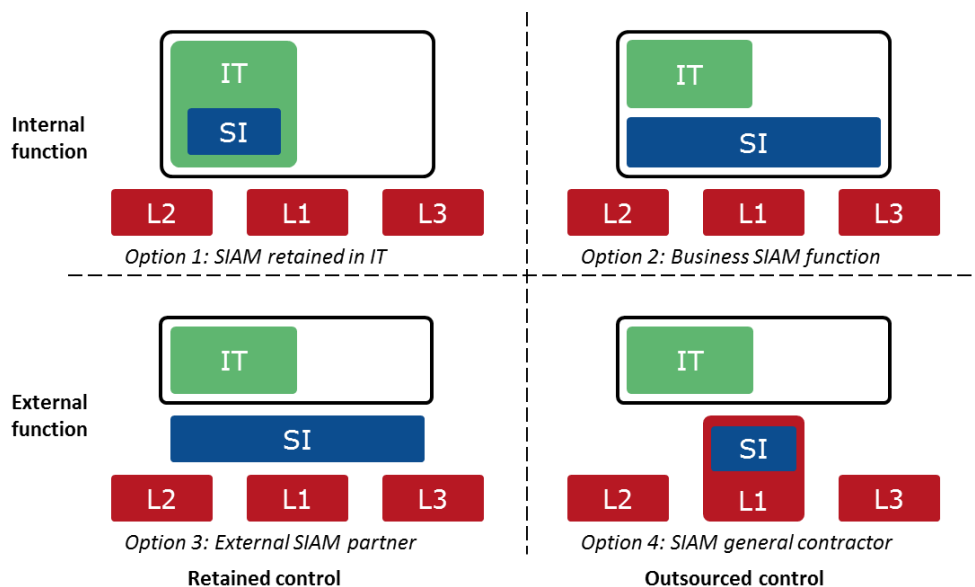 Internal
function
IT
SI
L2 L1 L3
Option 1: SIAM retained in IT
IT
SI
L2 L1 L3
Option 2: Business SIAM function
External
function
IT
SI
L2 L1 L3
Option 3: External SIAM partner
IT
SI
L2 L1 L3
Option 4: SIAM general contractor
Retained control
Outsourced control